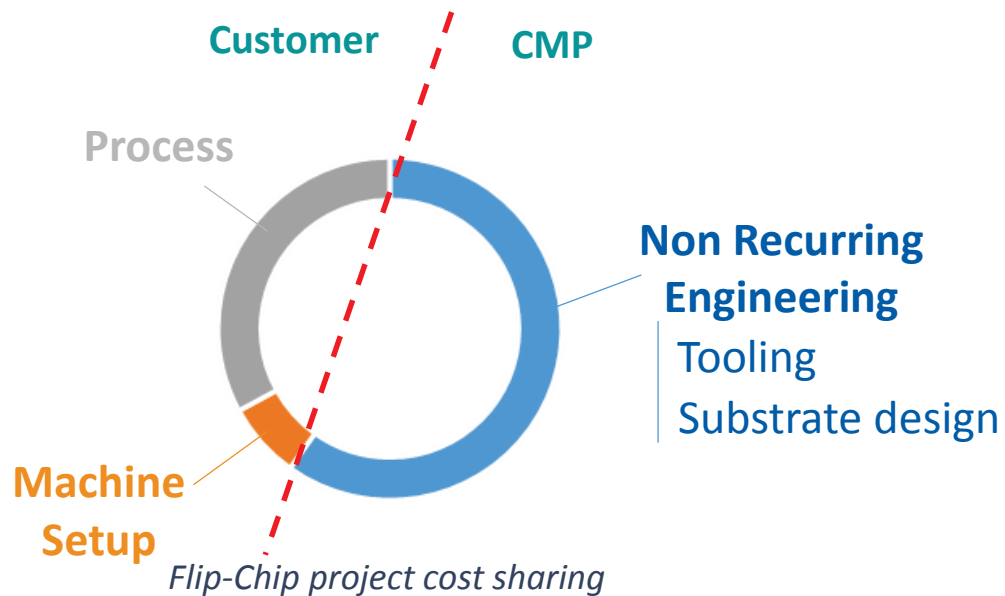 Customer
CMP
Process
Non Recurring
Engineering
Tooling
Substrate design
Machine
Setup
Flip-Chip project cost sharing